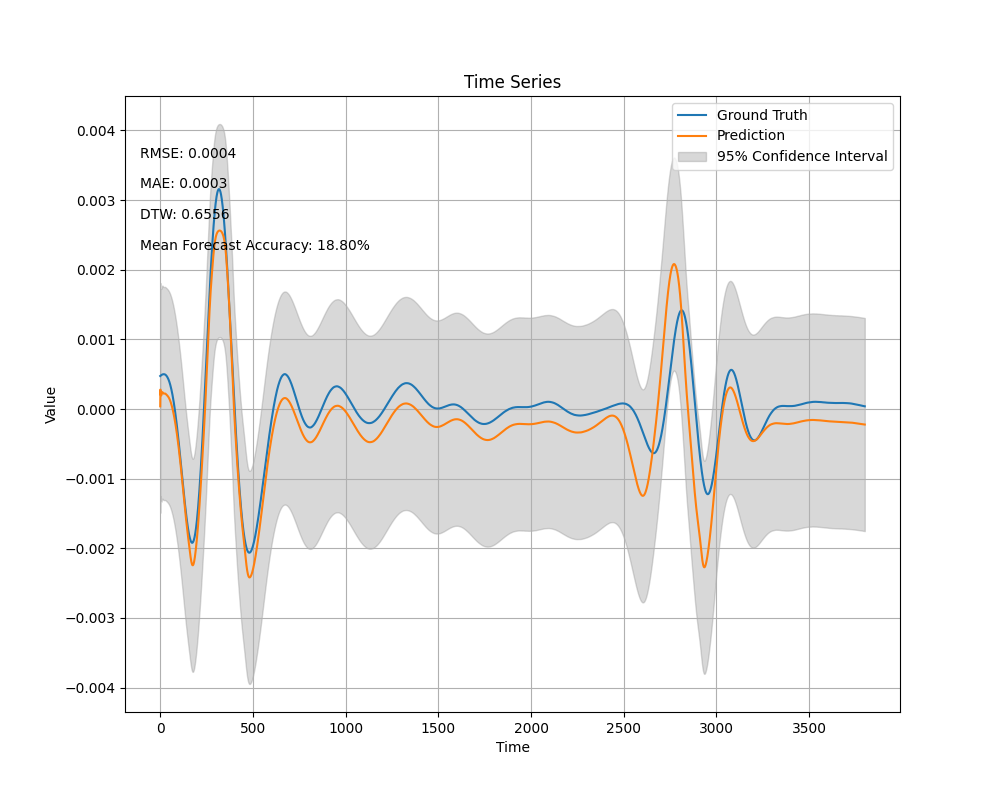 Time Series
Ground Truth
Prediction
95% Confidence Interval
RMSE: 0.0004
MAE: 0.0003
DTW: 0.6556
Mean Forecast Accuracy: 18.80%
Value
0.004
0.003
0.002
0.001
0.000
−0.001
−0.002
−0.003
−0.004
0 500 1000 1500 2000 2500 3000 3500
Time